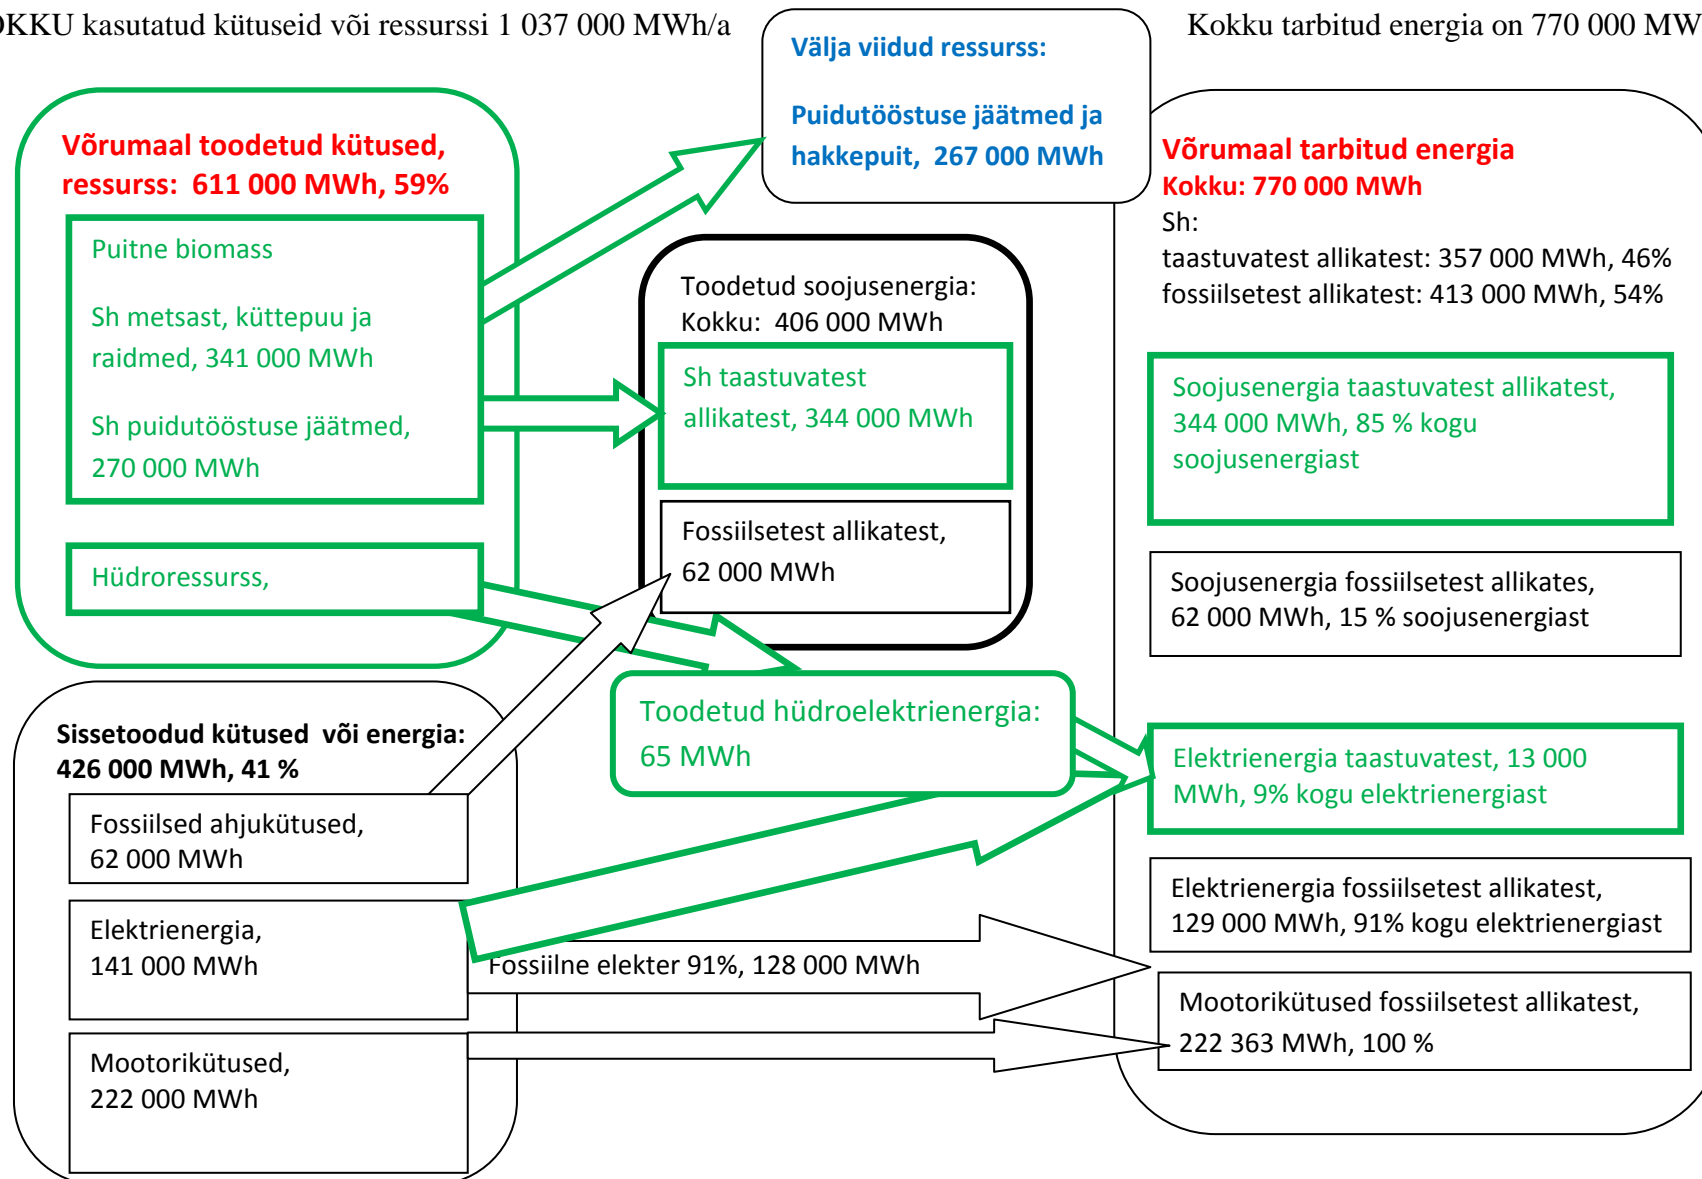 OKKU kasutatud kütuseid või ressurssi 1 037 000 MWh/a
Kokku tarbitud energia on 770 000 MW
Välja viidud ressurss:
Puidutööstuse jäätmed ja
hakkepuit, 267 000 MWh
Võrumaal toodetud kütused,
ressurss: 611 000 MWh, 59%
Puitne biomass
Sh metsast, küttepuu ja
raidmed, 341 000 MWh
Sh puidutööstuse jäätmed,
270 000 MWh
Hüdroressurss,
Toodetud soojusenergia:
Kokku: 406 000 MWh
Sh taastuvatest
allikatest, 344 000 MWh
Fossiilsetest allikatest,
62 000 MWh
Toodetud hüdroelektrienergia:
65 MWh
Sissetoodud kütused või energia:
426 000 MWh, 41 %
Fossiilsed ahjukütused,
62 000 MWh
Elektrienergia,
141 000 MWh
Mootorikütused,
222 000 MWh
Fossiilne elekter 91%, 128 000 MWh
Võrumaal tarbitud energia
Kokku: 770 000 MWh
Sh:
taastuvatest allikatest: 357 000 MWh, 46%
fossiilsetest allikatest: 413 000 MWh, 54%
Soojusenergia taastuvatest allikatest,
344 000 MWh, 85 % kogu
soojusenergiast
Soojusenergia fossiilsetest allikates,
62 000 MWh, 15 % soojusenergiast
Elektrienergia taastuvatest, 13 000
MWh, 9% kogu elektrienergiast
Elektrienergia fossiilsetest allikatest,
129 000 MWh, 91% kogu elektrienergiast
Mootorikütused fossiilsetest allikatest,
222 363 MWh, 100 %